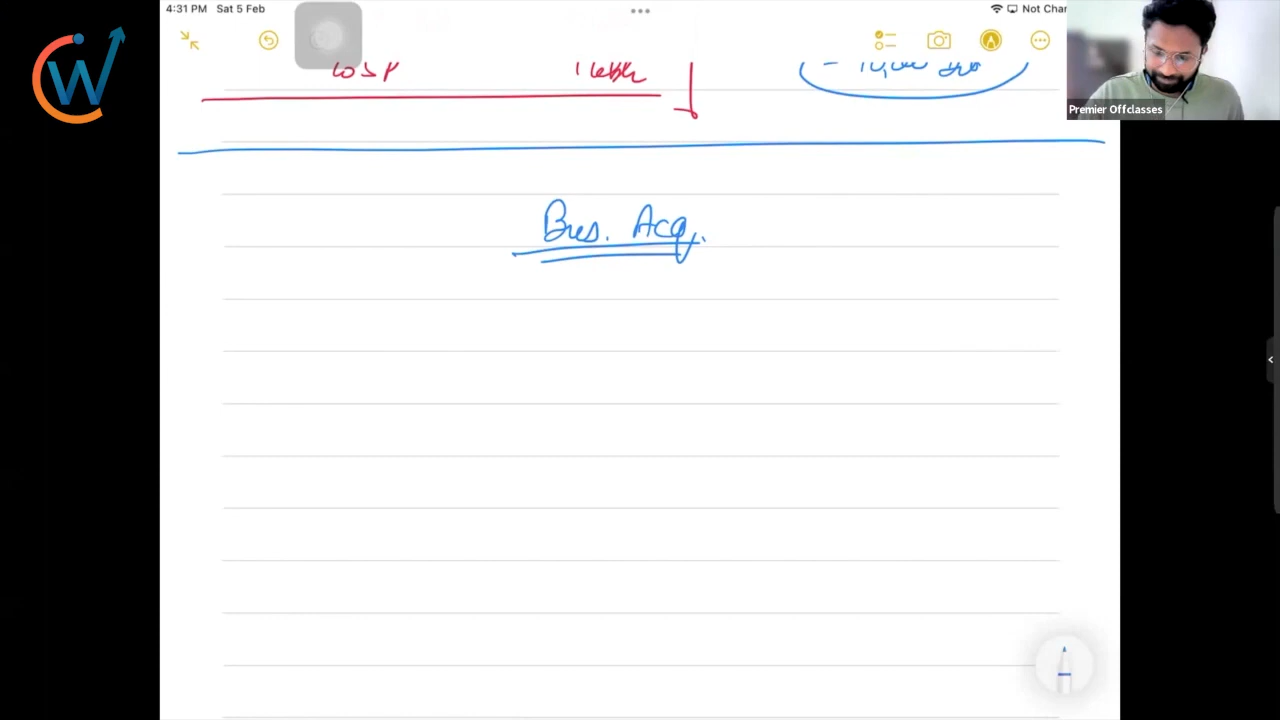 4:31 PM Sat 5 Feb
Not Char
Premier Offclasses
Bus. Acq.